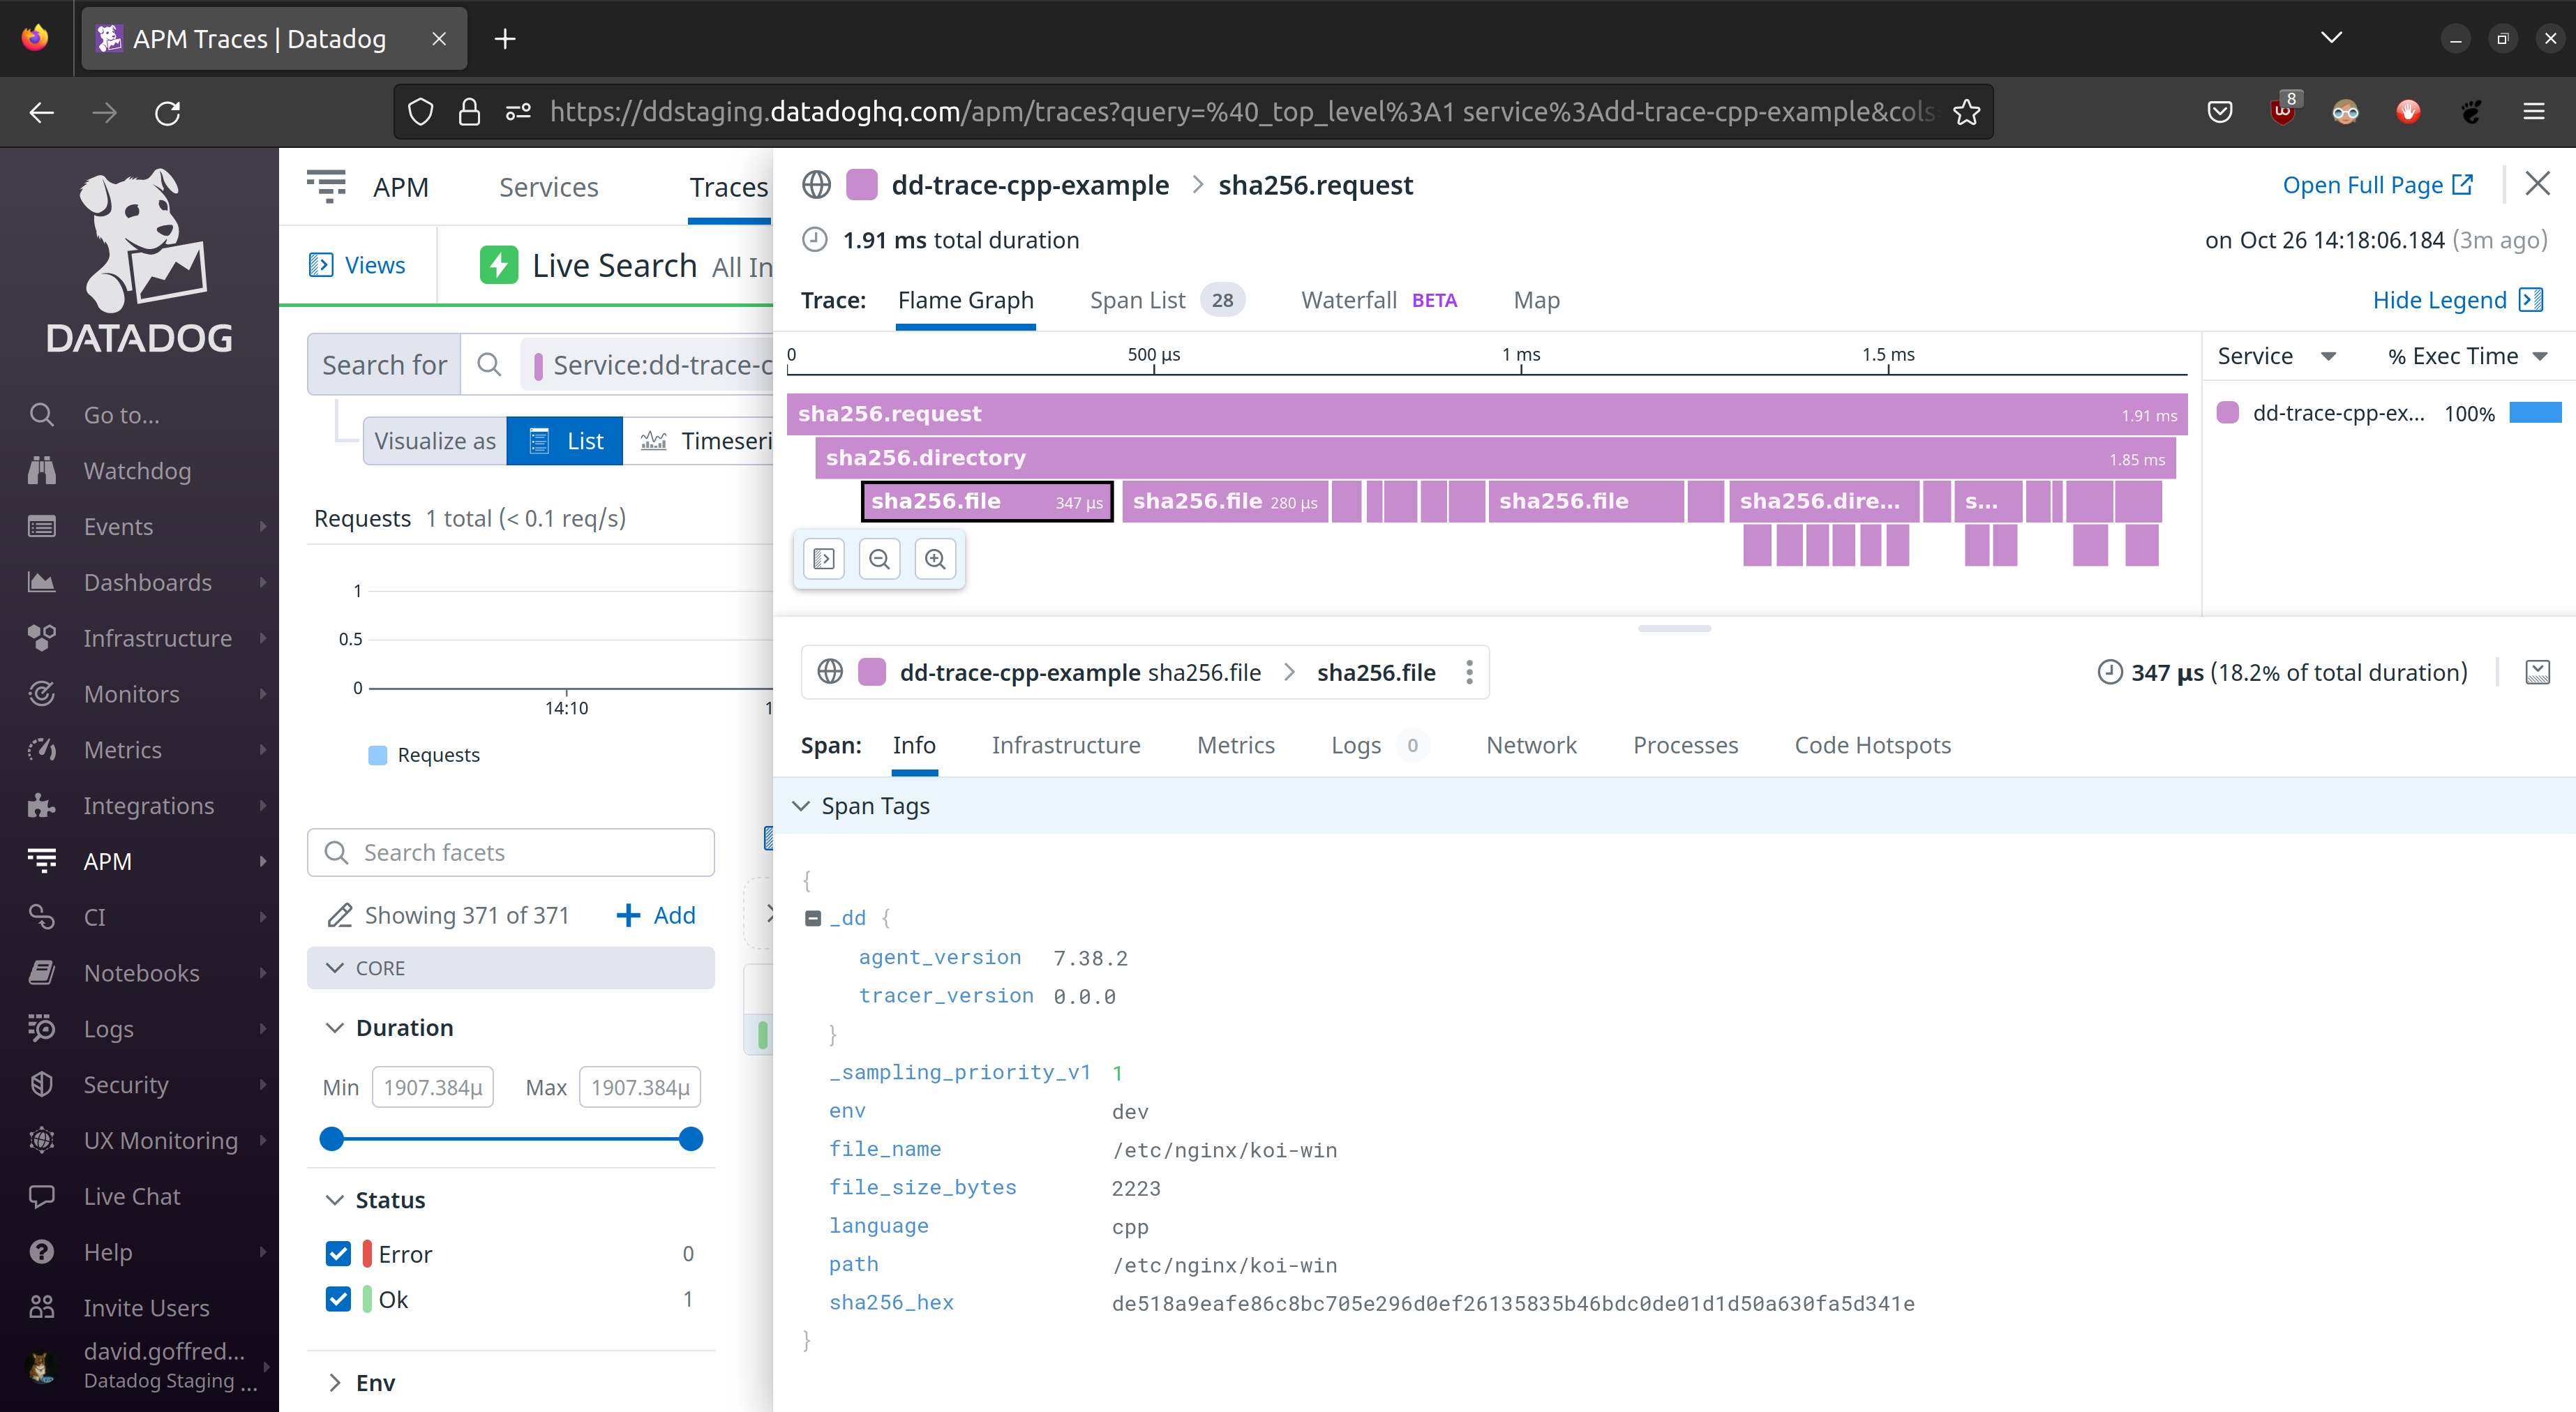 APM Traces | Datadog
https://ddstaging.datadoghq.com/apm/traces?query=%40_top_level%3A1 service%3Add-trace-cpp-example&cols=
8
DATADOG
Go to...
Watchdog
Events
Dashboards
Infrastructure
Monitors
Metrics
Integrations
APM
CI
Notebooks
Logs
Security
UX Monitoring
Live Chat
Help
Invite Users
david.goffred...
Datadog Staging ...
APM Services Traces
Views
Live Search All In
Search for Service:dd-trace-c
Visualize as List Timeseri
Requests 1 total (< 0.1 req/s)
1
0.5
0
14:10 1
Requests
Search facets
Showing 371 of 371 Add
CORE
Duration
Min 1907.384µ Max 1907.384µ
Status
Error 0
Ok 1
Env
dd-trace-cpp-example > sha256.request
Open Full Page
1.91 ms total duration
on Oct 26 14:18:06.184 (3m ago)
Trace: Flame Graph Span List 28 Waterfall BETA Map
Hide Legend
0 500 µs 1 ms 1.5 ms
Service % Exec Time
dd-trace-cpp-ex... 100%
sha256.request 1.91 ms
sha256.directory 1.85 ms
sha256.file 347 µs sha256.file 280 µs sha256.file sha256.dire... s...
dd-trace-cpp-example sha256.file > sha256.file
347 µs (18.2% of total duration)
Span: Info Infrastructure Metrics Logs 0 Network Processes Code Hotspots
Span Tags
{
_dd {
agent_version 7.38.2
tracer_version 0.0.0
}
_sampling_priority_v1 1
env dev
file_name /etc/nginx/koi-win
file_size_bytes 2223
language cpp
path /etc/nginx/koi-win
sha256_hex de518a9eafe86c8bc705e296d0ef26135835b46bdc0de01d1d50a630fa5d341e
}